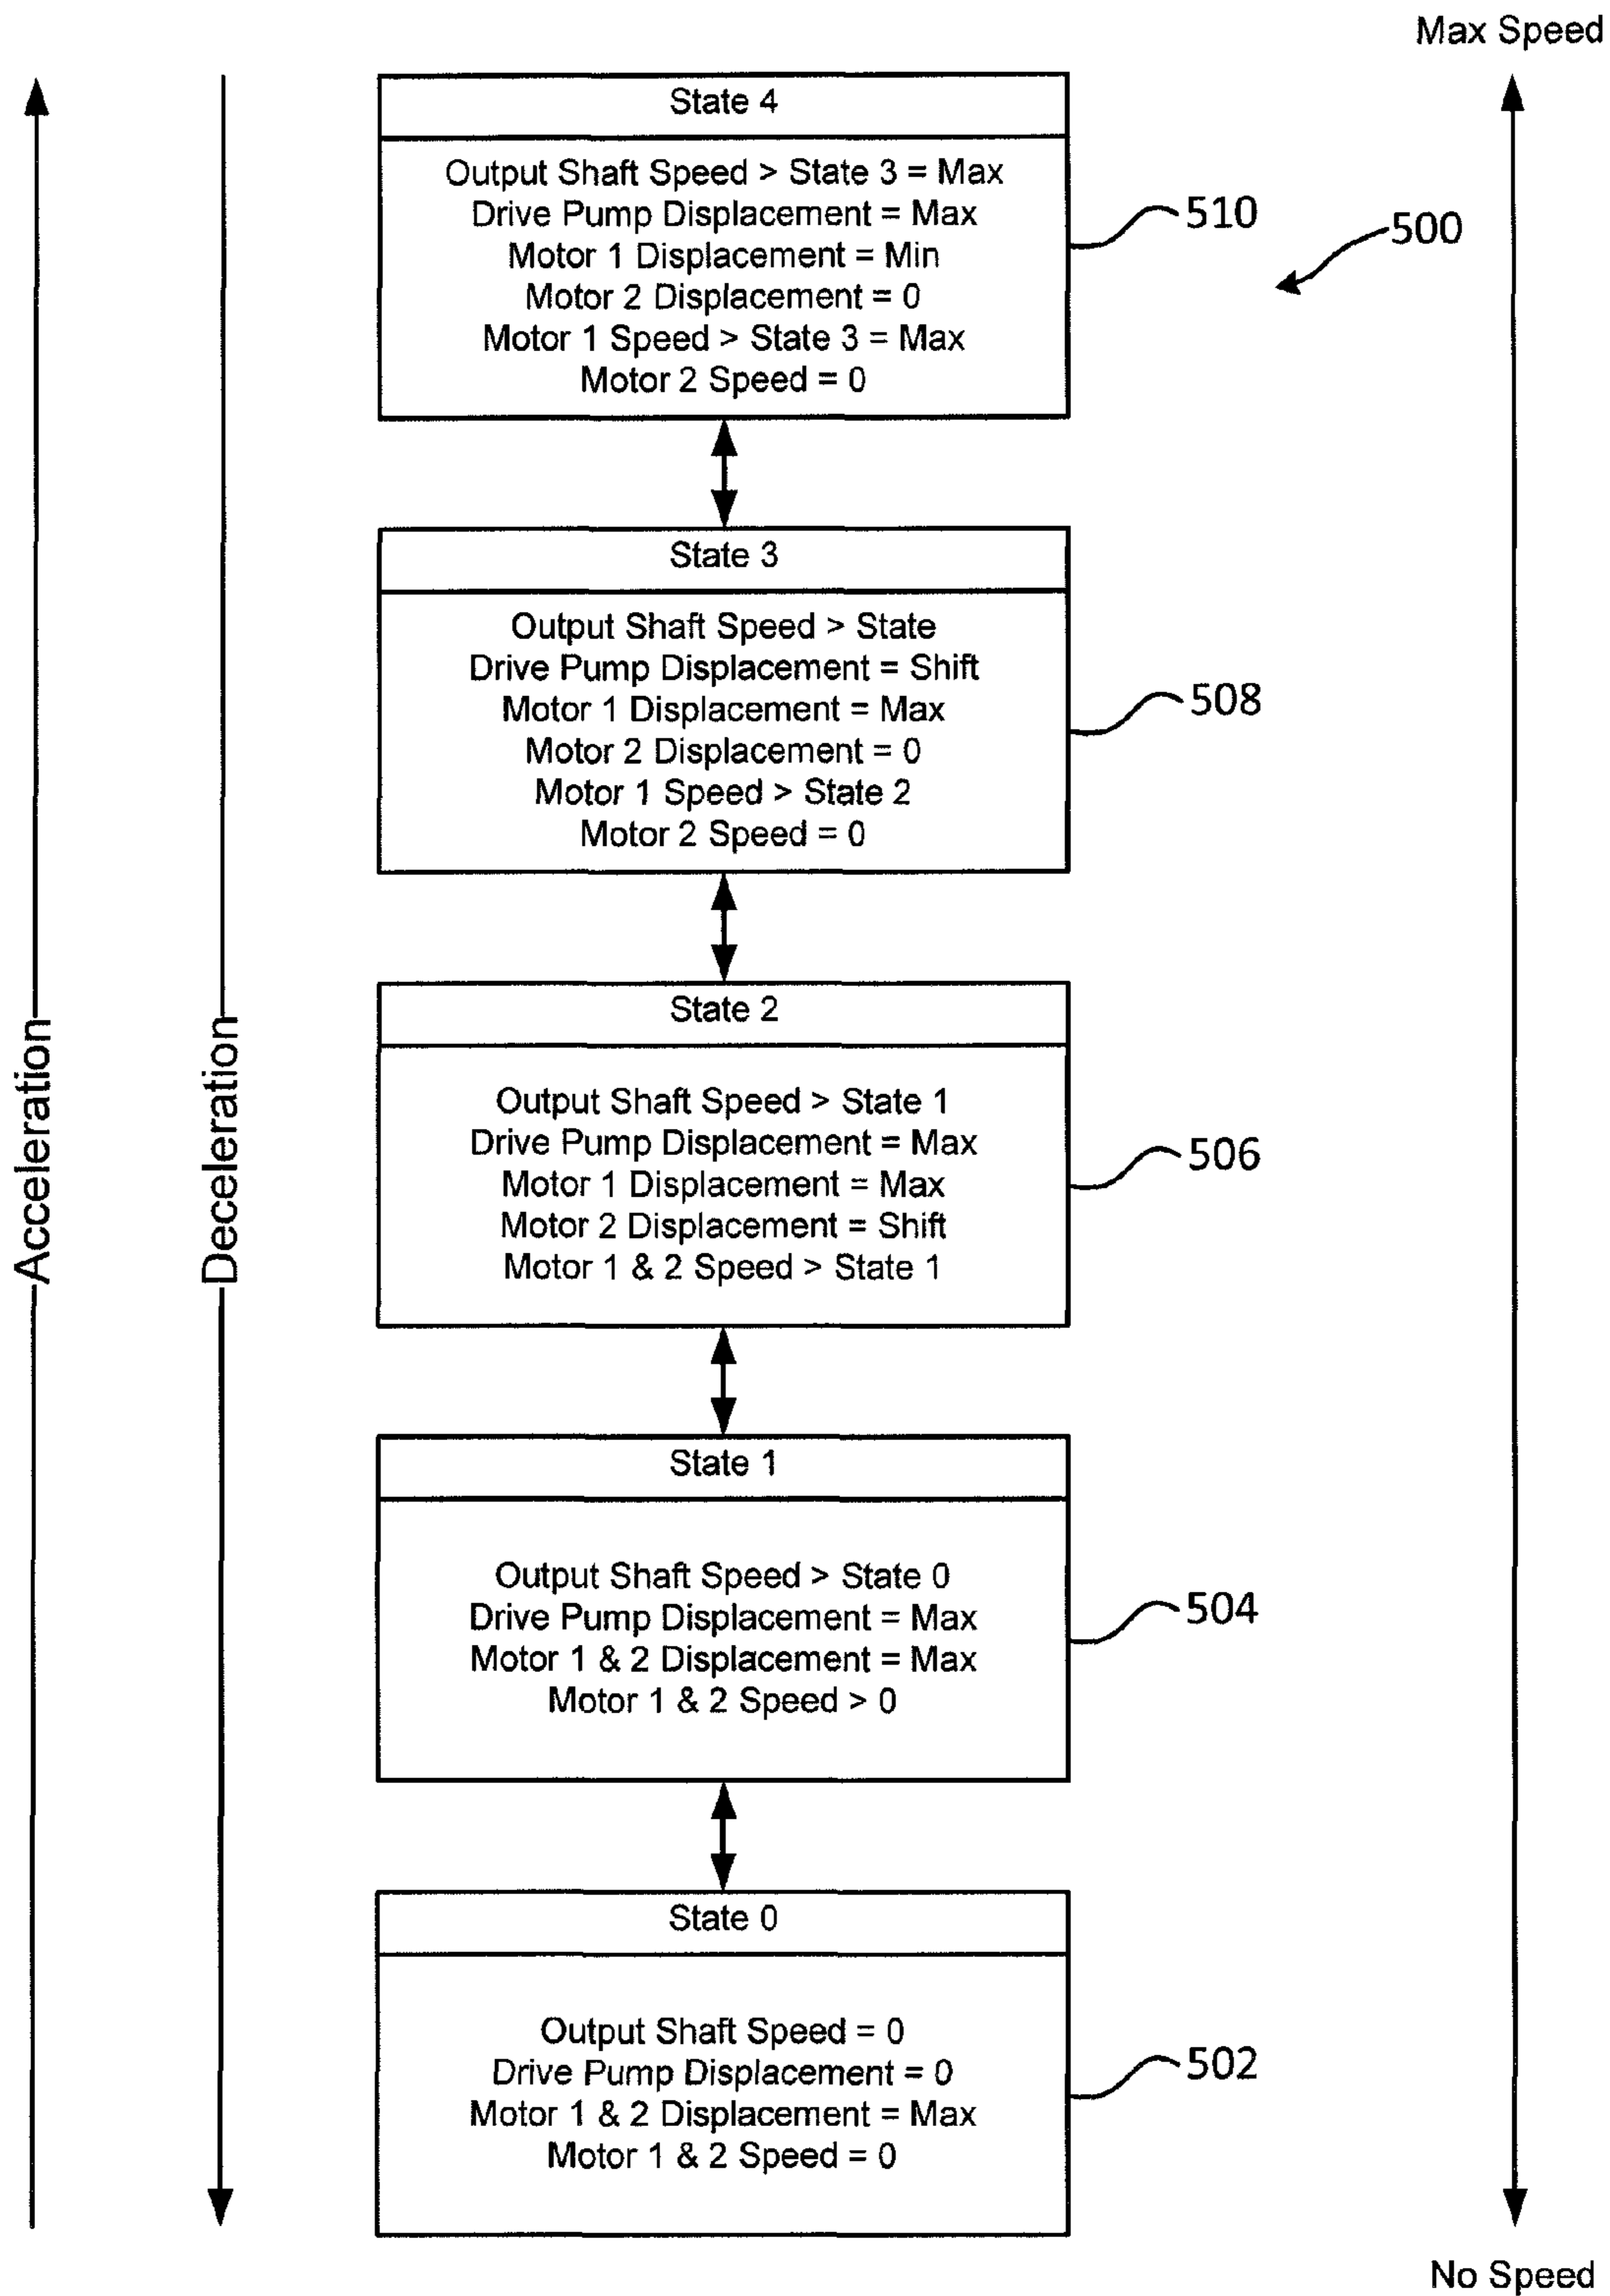 Max Speed
State 4
Output Shaft Speed > State 3 = Max
Drive Pump Displacement = Max
Motor 1 Displacement = Min
Motor 2 Displacement = 0
Motor 1 Speed > State 3 = Max
Motor 2 Speed = 0
510
500
State 3
Output Shaft Speed > State
Drive Pump Displacement = Shift
Motor 1 Displacement = Max
Motor 2 Displacement = 0
Motor 1 Speed > State 2
Motor 2 Speed = 0
508
Acceleration
Deceleration
State 2
Output Shaft Speed > State 1
Drive Pump Displacement = Max
Motor 1 Displacement = Max
Motor 2 Displacement = Shift
Motor 1 & 2 Speed > State 1
506
State 1
Output Shaft Speed > State 0
Drive Pump Displacement = Max
Motor 1 & 2 Displacement = Max
Motor 1 & 2 Speed > 0
504
State 0
Output Shaft Speed = 0
Drive Pump Displacement = 0
Motor 1 & 2 Displacement = Max
Motor 1 & 2 Speed = 0
502
No Speed